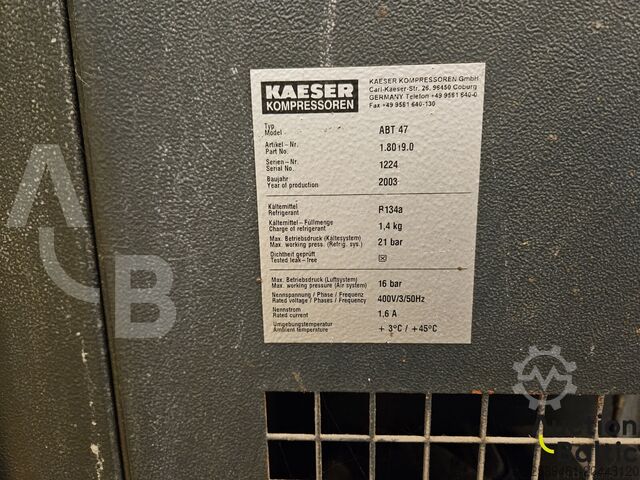 KAESER
KOMPRESSOREN
KAESER KOMPRESSOREN GmbH
Carl-Kaeser-Str. 26, 96450 Coburg
GERMANY Telefon +49 9561 640-0
Fax +49 9561 640-130
Typ
Model ABT 47
Artikel - Nr.
Part No. 1.8019.0
Serien - Nr.
Serial No. 1224
Baujahr
Year of production 2003
Kältemittel
Refrigerant R134a
Kältemittel - Füllmenge
Charge of refrigerant 1,4 kg
Max. Betriebsdruck (Kältesystem)
Max. working press. (Refrig. sys.) 21 bar
Dichtheit geprüft
Tested leak - free ☒
Max. Betriebsdruck (Luftsystem)
Max. working pressure (Air system) 16 bar
Nennspannung / Phase / Frequenz
Rated voltage / Phases / Frequency 400V/3/50Hz
Nennstrom
Rated current 1.6 A
Umgebungstemperatur
Ambient temperature + 3°C / +45°C
AB
Auction
Baltic